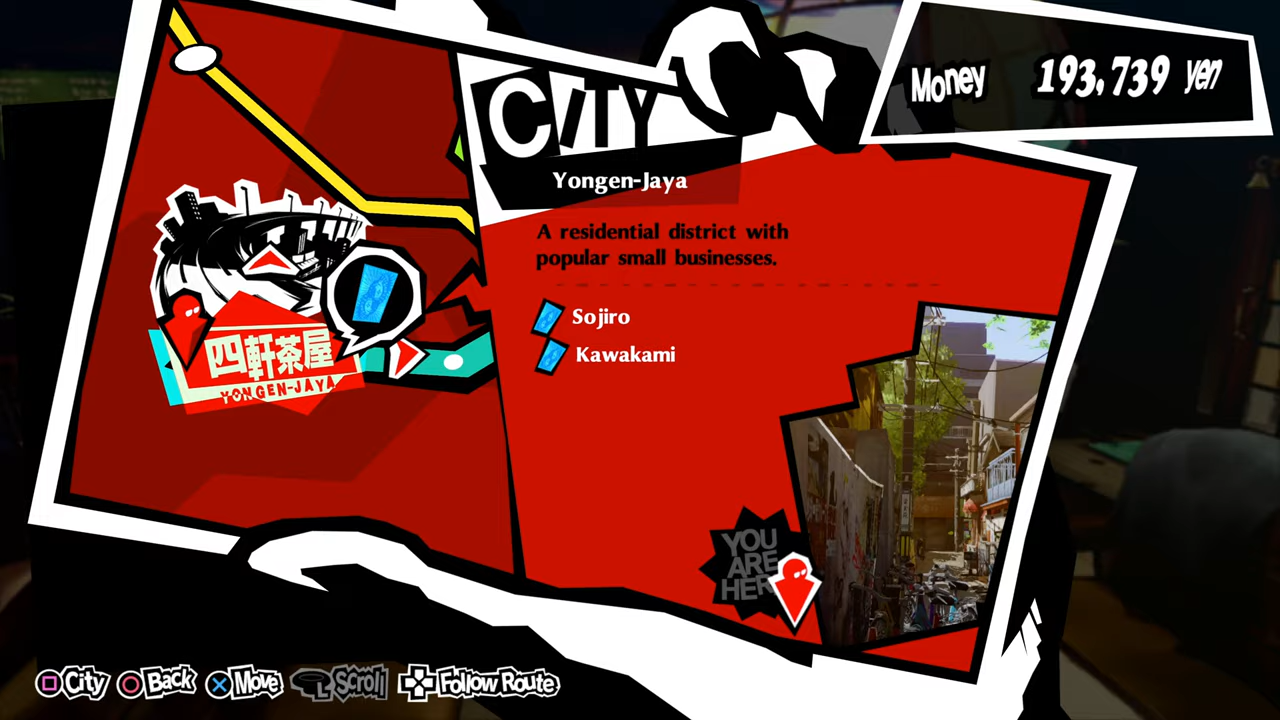 Money 193,739 yen
CITY
Yongen-Jaya
A residential district with
popular small businesses.
Sojiro
Kawakami
四軒茶屋
YONGEN-JAYA
YOU
ARE
HERE
City Back Move L Scroll Follow Route